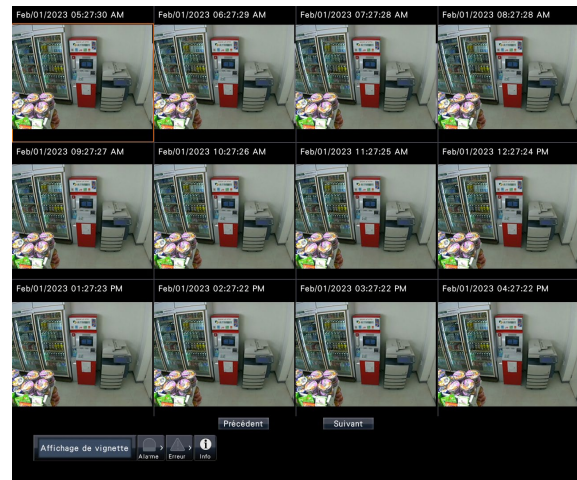 Feb/01/2023 05:27:30 AM
Feb/01/2023 06:27:29 AM
Feb/01/2023 07:27:28 AM
Feb/01/2023 08:27:28 AM
Feb/01/2023 09:27:27 AM
Feb/01/2023 10:27:26 AM
Feb/01/2023 11:27:25 AM
Feb/01/2023 12:27:24 PM
Feb/01/2023 01:27:23 PM
Feb/01/2023 02:27:22 PM
Feb/01/2023 03:27:22 PM
Feb/01/2023 04:27:22 PM
Précédent
Suivant
Affichage de vignette
Alarme
Erreur
Info